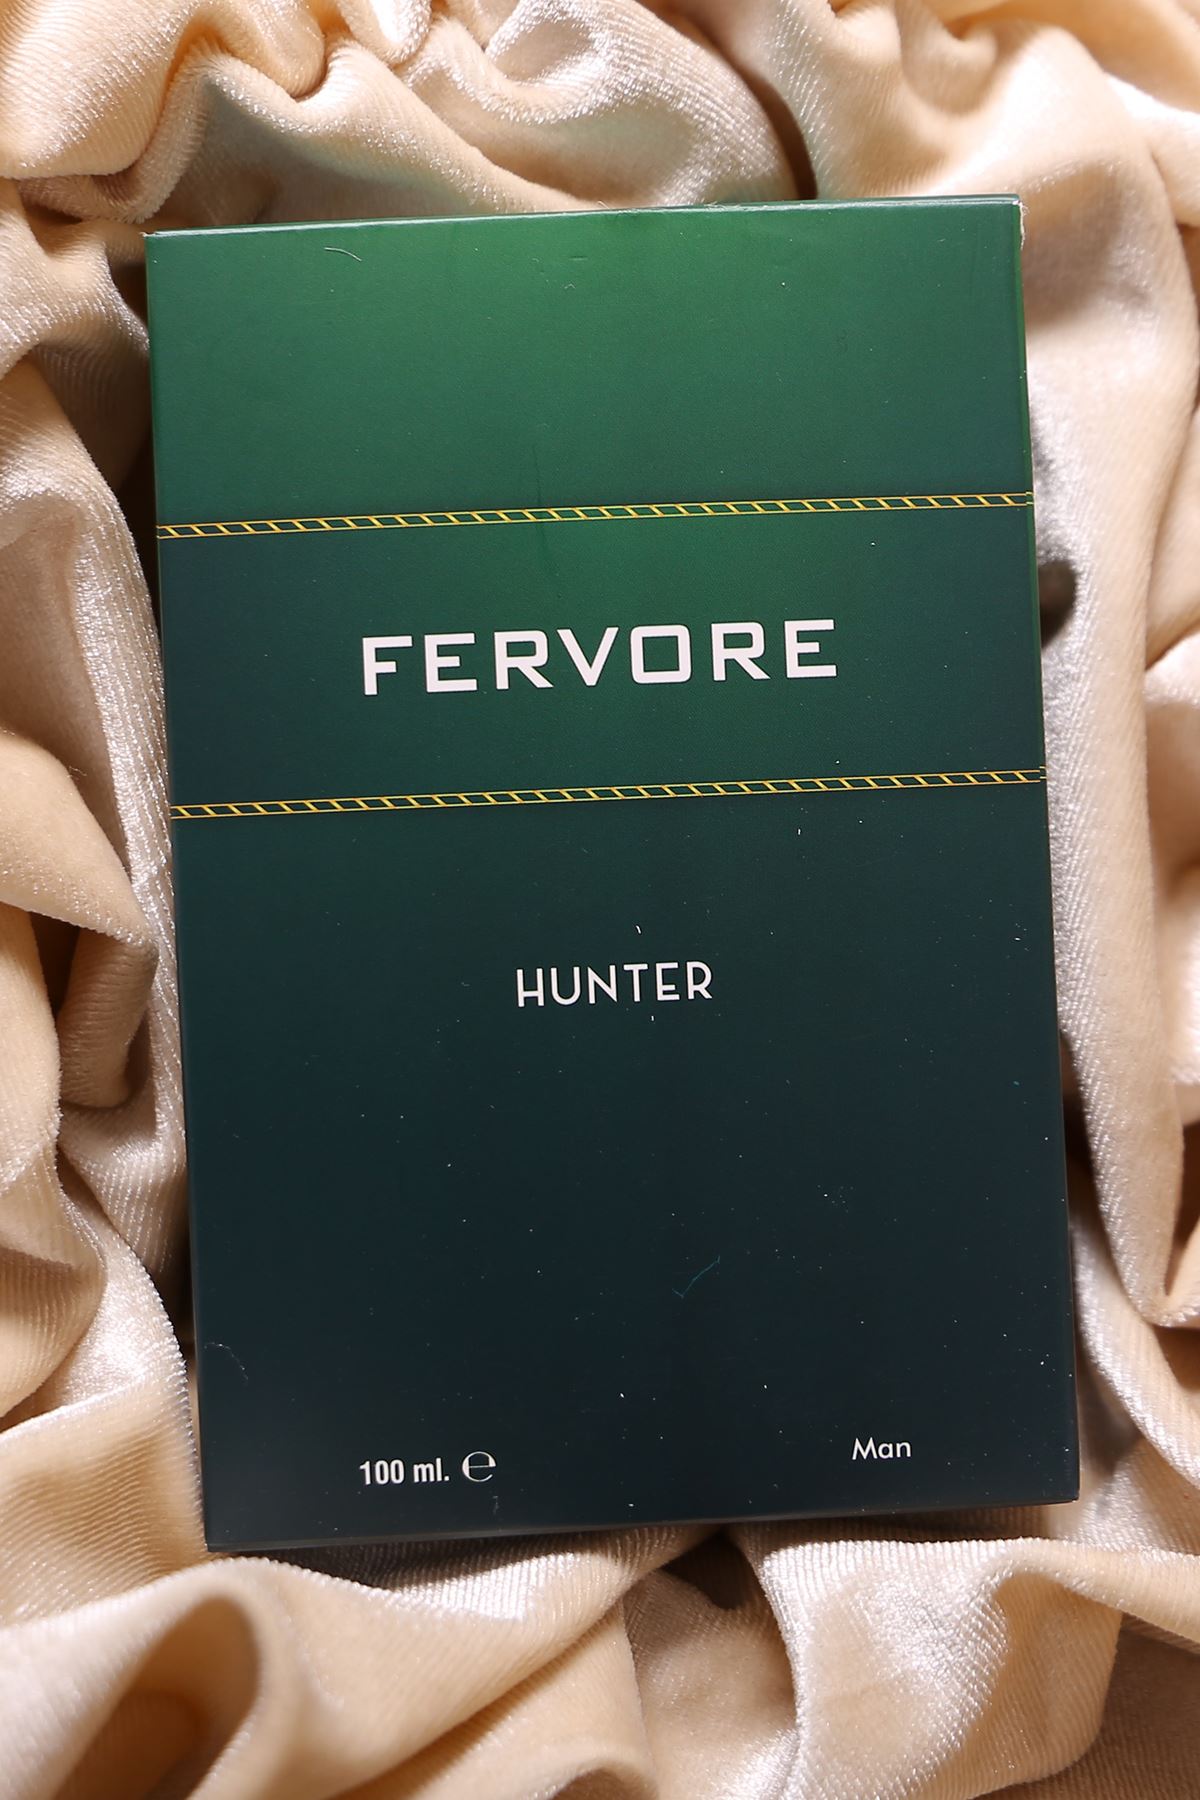 FERVORE
HUNTER
100 ml. ℮
Man